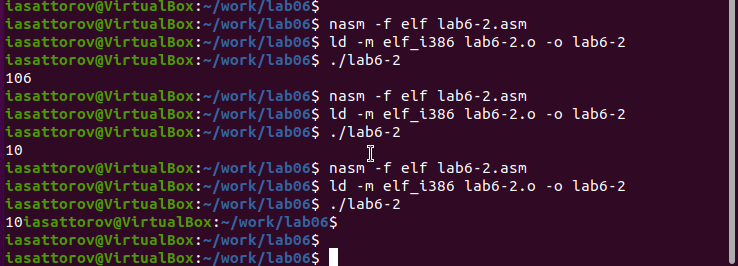 iasattorov@VirtualBox:~/work/lab06$
iasattorov@VirtualBox:~/work/lab06$ nasm -f elf lab6-2.asm
iasattorov@VirtualBox:~/work/lab06$ ld -m elf_i386 lab6-2.o -o lab6-2
iasattorov@VirtualBox:~/work/lab06$ ./lab6-2
106
iasattorov@VirtualBox:~/work/lab06$ nasm -f elf lab6-2.asm
iasattorov@VirtualBox:~/work/lab06$ ld -m elf_i386 lab6-2.o -o lab6-2
iasattorov@VirtualBox:~/work/lab06$ ./lab6-2
10
iasattorov@VirtualBox:~/work/lab06$ nasm -f elf lab6-2.asm
iasattorov@VirtualBox:~/work/lab06$ ld -m elf_i386 lab6-2.o -o lab6-2
iasattorov@VirtualBox:~/work/lab06$ ./lab6-2
10iasattorov@VirtualBox:~/work/lab06$
iasattorov@VirtualBox:~/work/lab06$
iasattorov@VirtualBox:~/work/lab06$